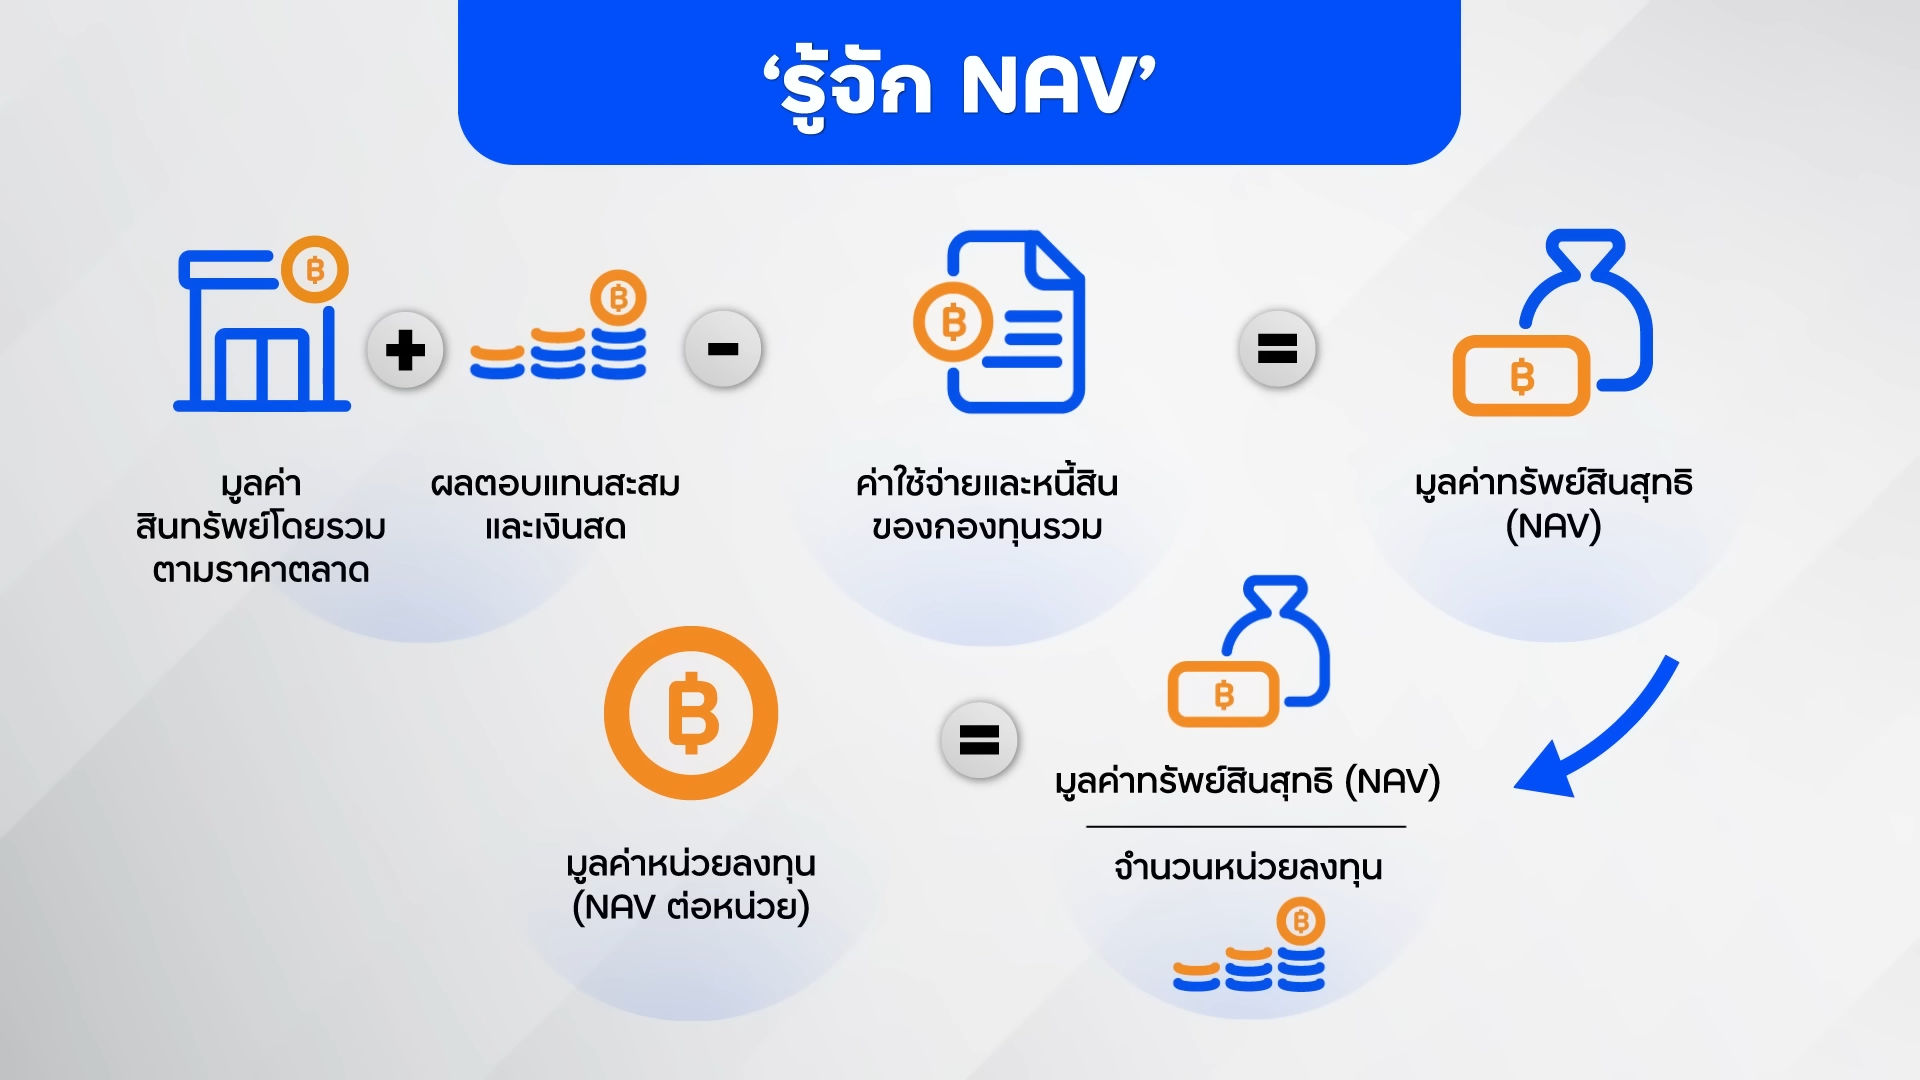 ‘รู้จัก NAV’
มูลค่า
สินทรัพย์โดยรวม
ตามราคาตลาด
+
ผลตอบแทนสะสม
และเงินสด
-
ค่าใช้จ่ายและหนี้สิน
ของกองทุนรวม
=
มูลค่าทรัพย์สินสุทธิ
(NAV)
มูลค่าหน่วยลงทุน
(NAV ต่อหน่วย)
=
มูลค่าทรัพย์สินสุทธิ (NAV)
จำนวนหน่วยลงทุน